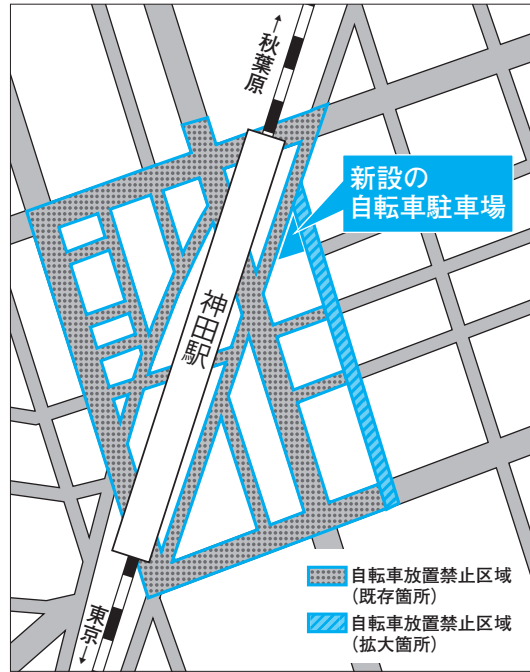 ←秋葉原
新設の
自転車駐車場
神田駅
自転車放置禁止区域
(既存箇所)
自転車放置禁止区域
(拡大箇所)
東京→